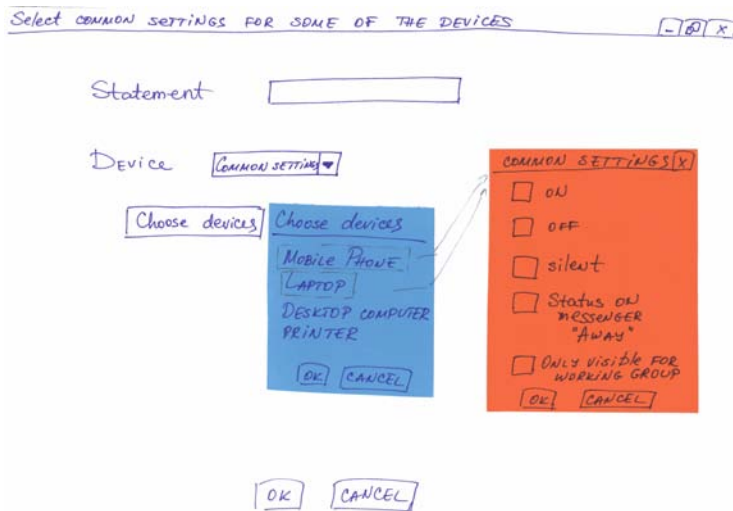 Select COMMON SETTINGS FOR SOME OF THE DEVICES
- X
Statement
Device COMMON SETTINGS
Choose devices
Choose devices
MOBILE PHONE
LAPTOP
DESKTOP COMPUTER
PRINTER
OK CANCEL
COMMON SETTINGS X
ON
OFF
silent
Status ON
MESSENGER
"AWAY"
ONLY visible FOR
WORKING GROUP
OK CANCEL
OK CANCEL